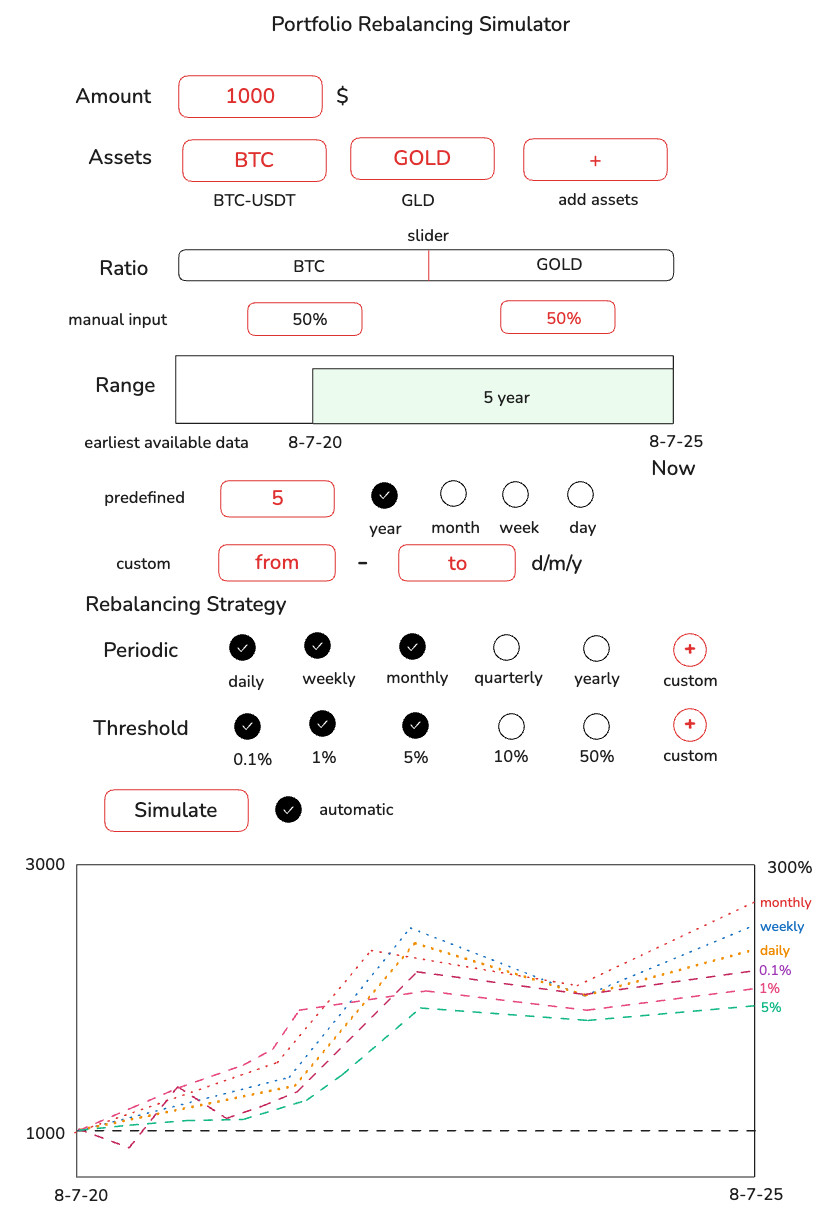 Portfolio Rebalancing Simulator
Amount 1000 $
Assets BTC GOLD +
BTC-USDT GLD add assets
slider
Ratio BTC GOLD
manual input 50% 50%
Range 5 year
earliest available data 8-7-20 8-7-25
Now
predefined 5
year month week day
custom from - to d/m/y
Rebalancing Strategy
Periodic +
daily weekly monthly quarterly yearly custom
Threshold +
0.1% 1% 5% 10% 50% custom
Simulate automatic
3000 300%
monthly
weekly
daily
0.1%
1%
5%
1000
8-7-20 8-7-25